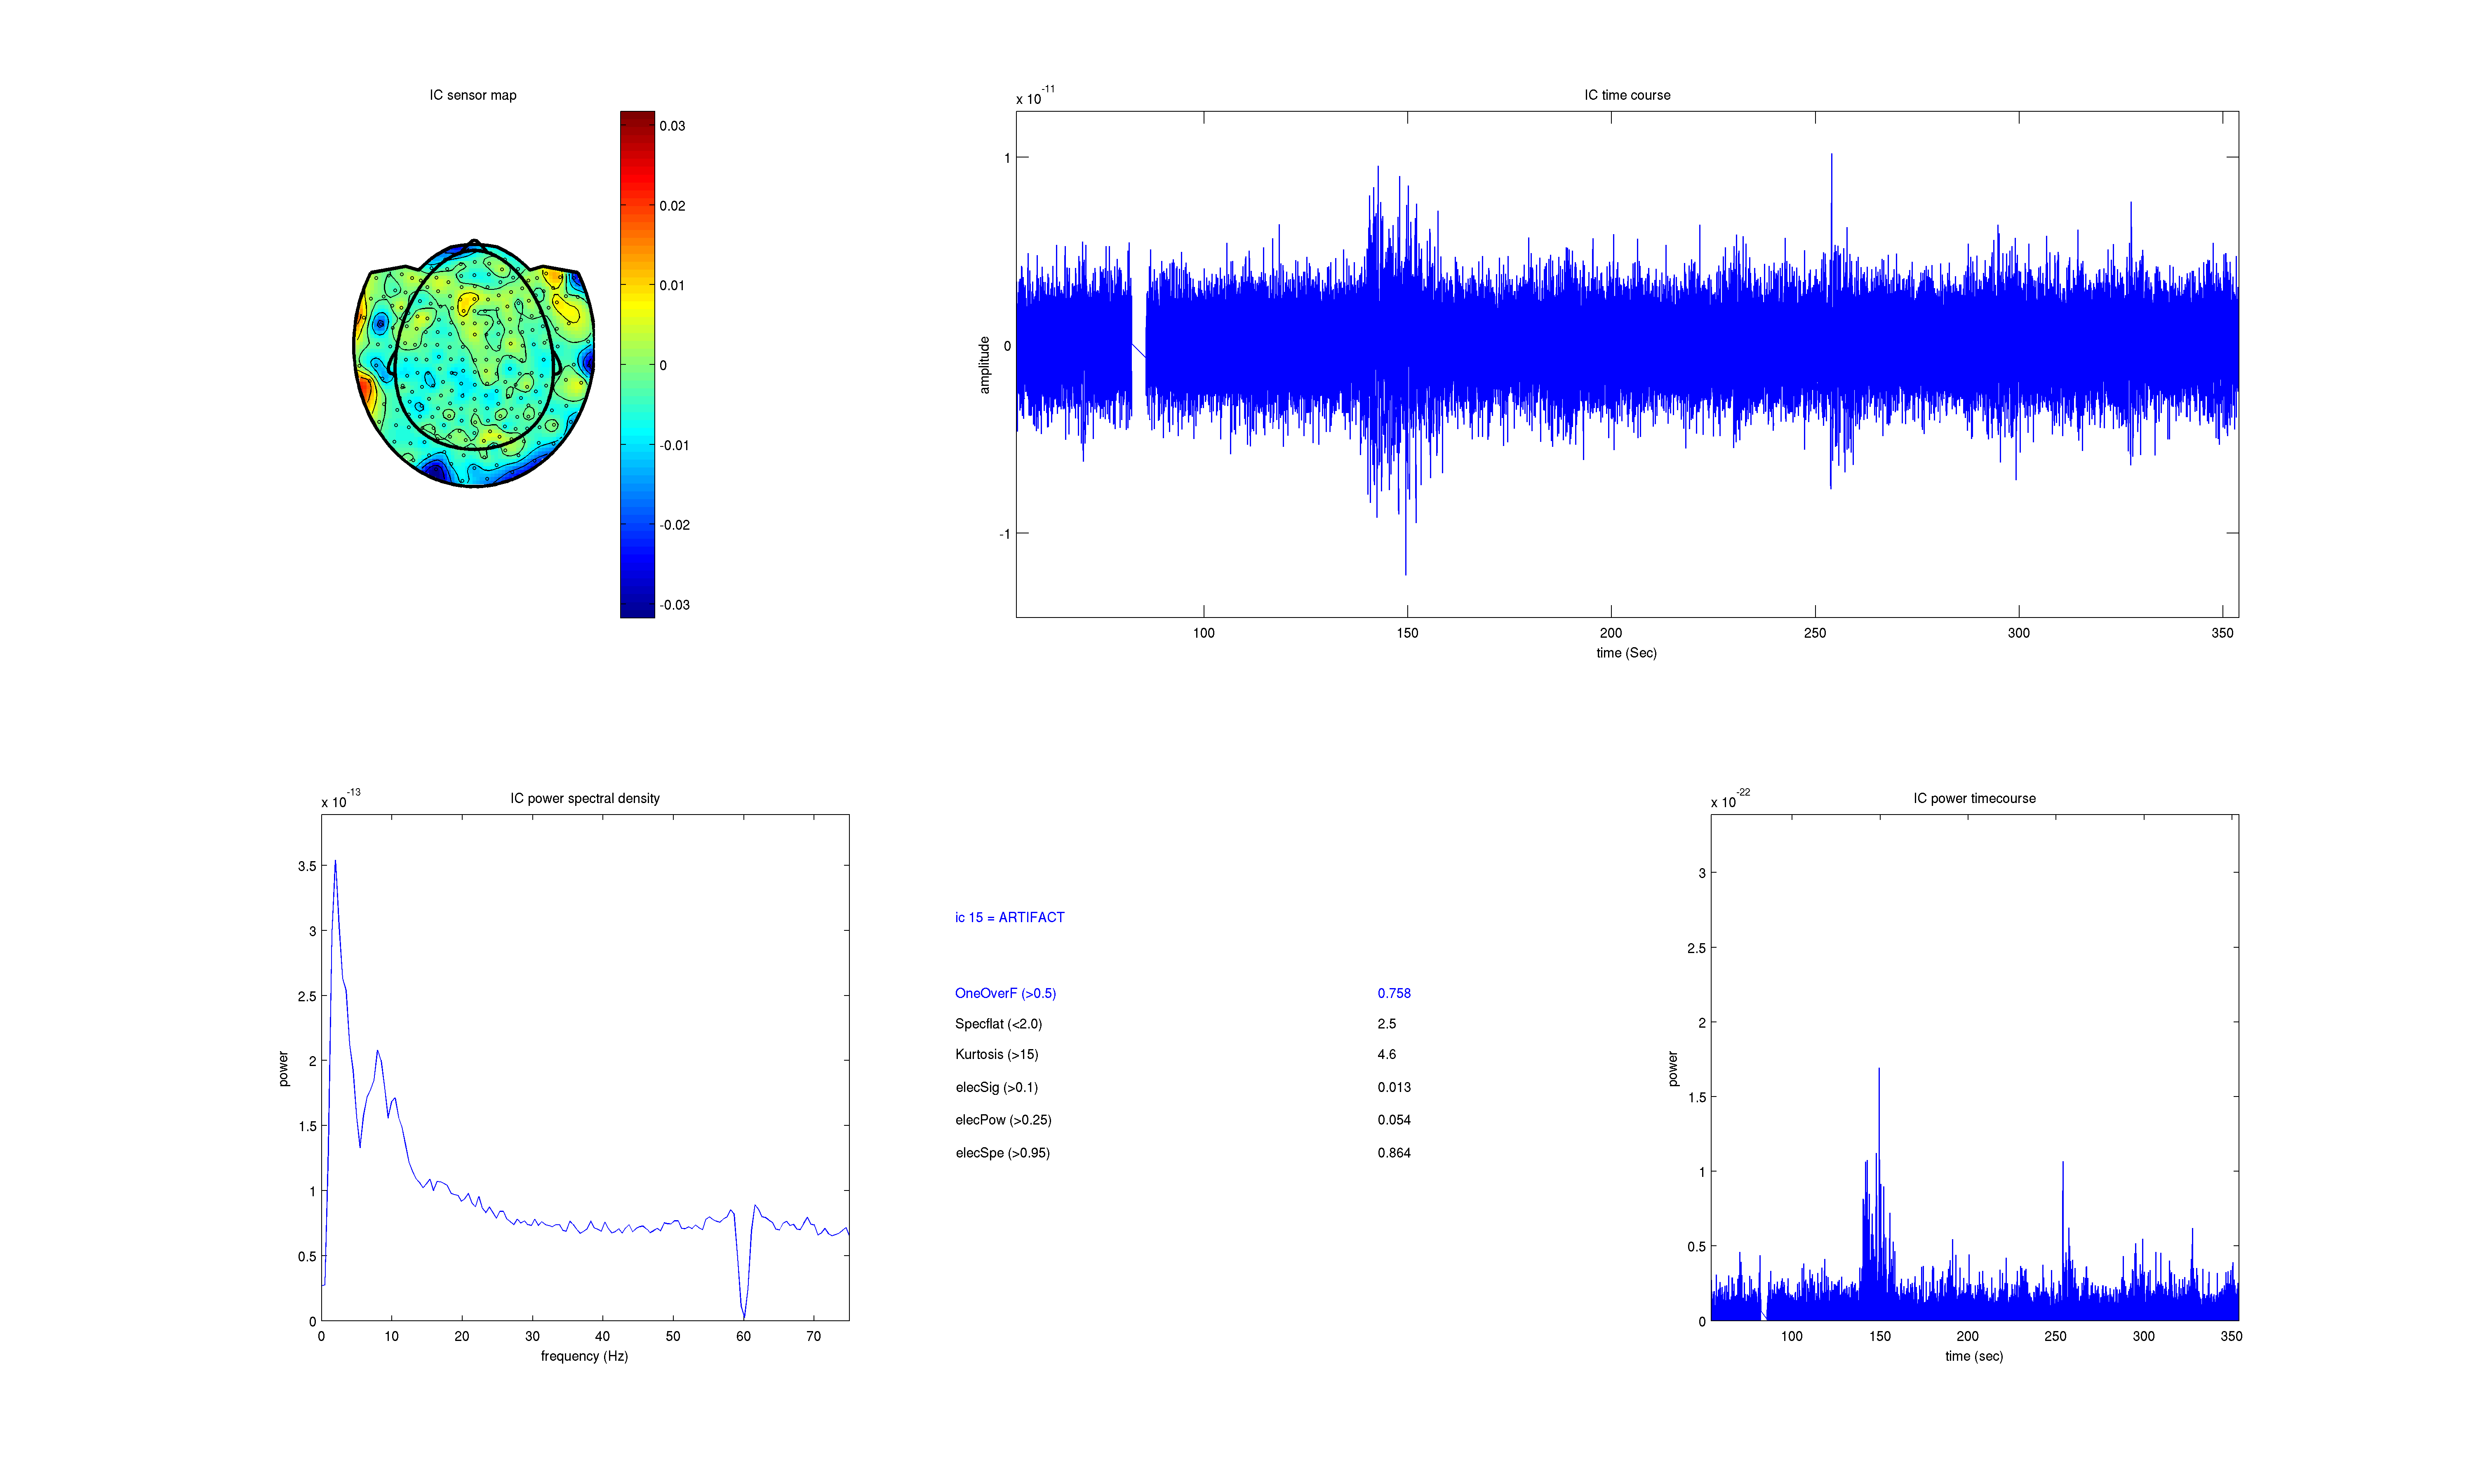 IC sensor map
0.03
0.02
0.01
0
-0.01
-0.02
-0.03
IC time course
x 10^-11
1
0
-1
amplitude
100 150 200 250 300 350
time (Sec)
IC power spectral density
x 10^-13
3.5
3
2.5
2
1.5
1
0.5
0
power
0 10 20 30 40 50 60 70
frequency (Hz)
ic 15 = ARTIFACT
OneOverF (>0.5) 0.758
Specflat (<2.0) 2.5
Kurtosis (>15) 4.6
elecSig (>0.1) 0.013
elecPow (>0.25) 0.054
elecSpe (>0.95) 0.864
IC power timecourse
x 10^-22
3
2.5
2
1.5
1
0.5
0
power
100 150 200 250 300 350
time (sec)